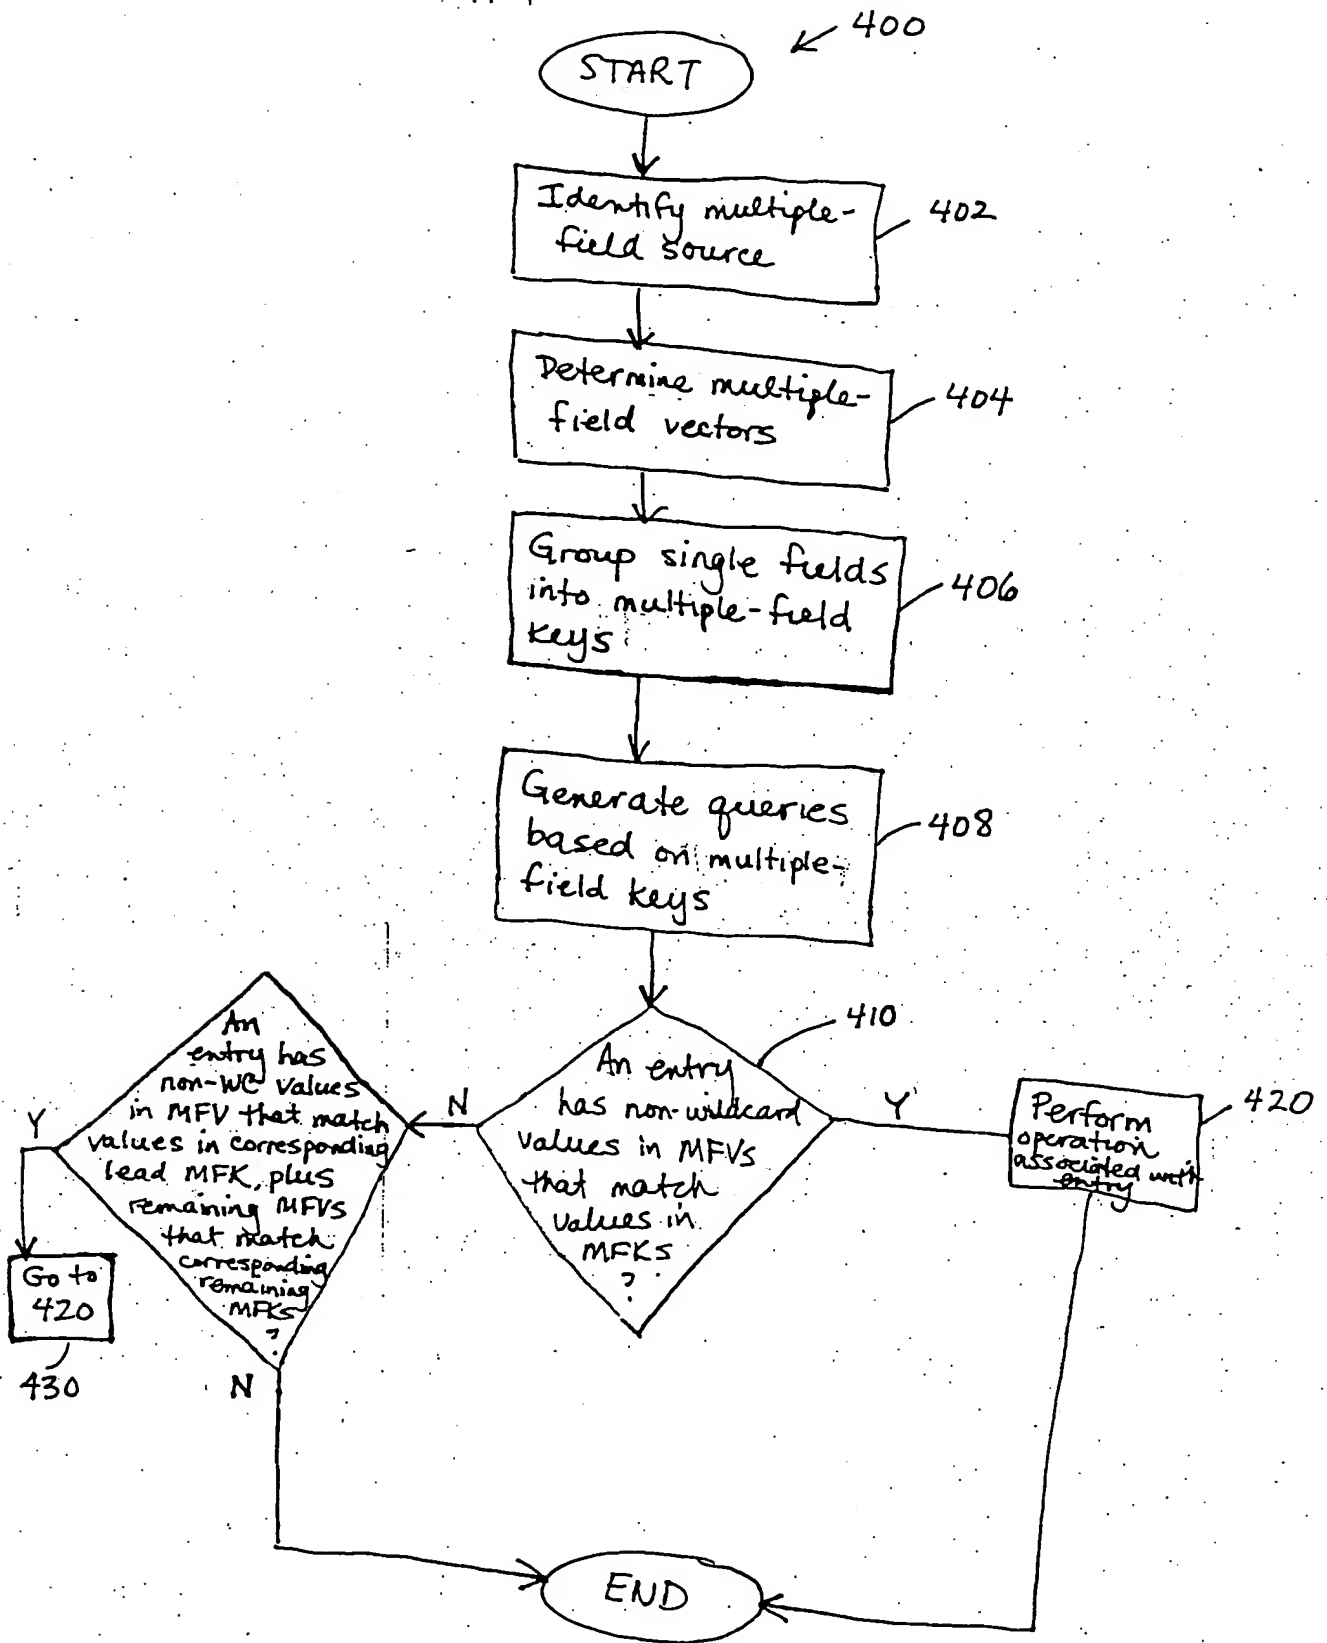 400
START
Identify multiple-
field source
402
Determine multiple-
field vectors
404
Group single fields
into multiple-field
keys
406
Generate queries
based on multiple-
field keys
408
410
An entry
has non-wildcard
values in MFVs
that match
values in
MFKs
?
Y
Perform
operation
associated with
entry
420
N
An
entry has
non-WC values
in MFV that match
values in corresponding
lead MFK, plus
remaining MFVs
that match
corresponding
remaining
MFKs
?
Y
Go to
420
430
N
END